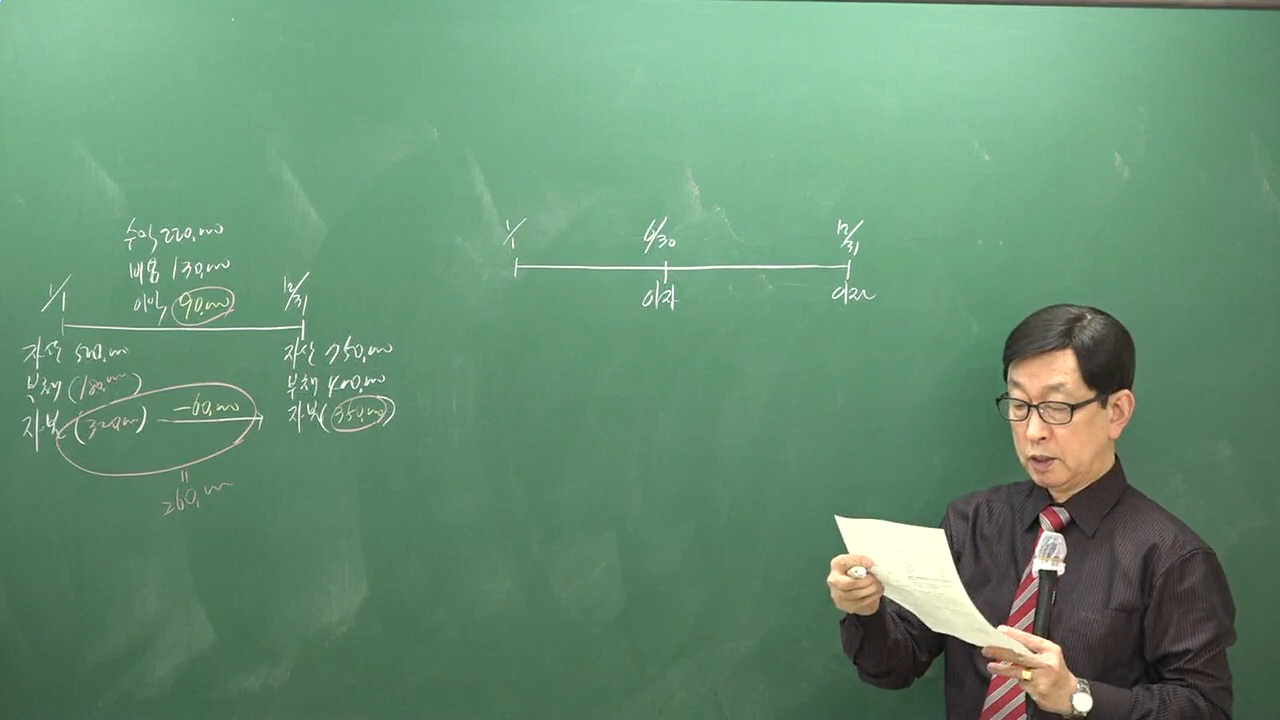 수익 220,000
비용 130,000
이익 90,000
1/1
12/31
자산 500,000
부채 (180,000)
자본 (320,000) -60,000
"
260,000
자산 750,000
부채 400,000
자본 (350,000)
1/1
6/30
12/31
이자
이자